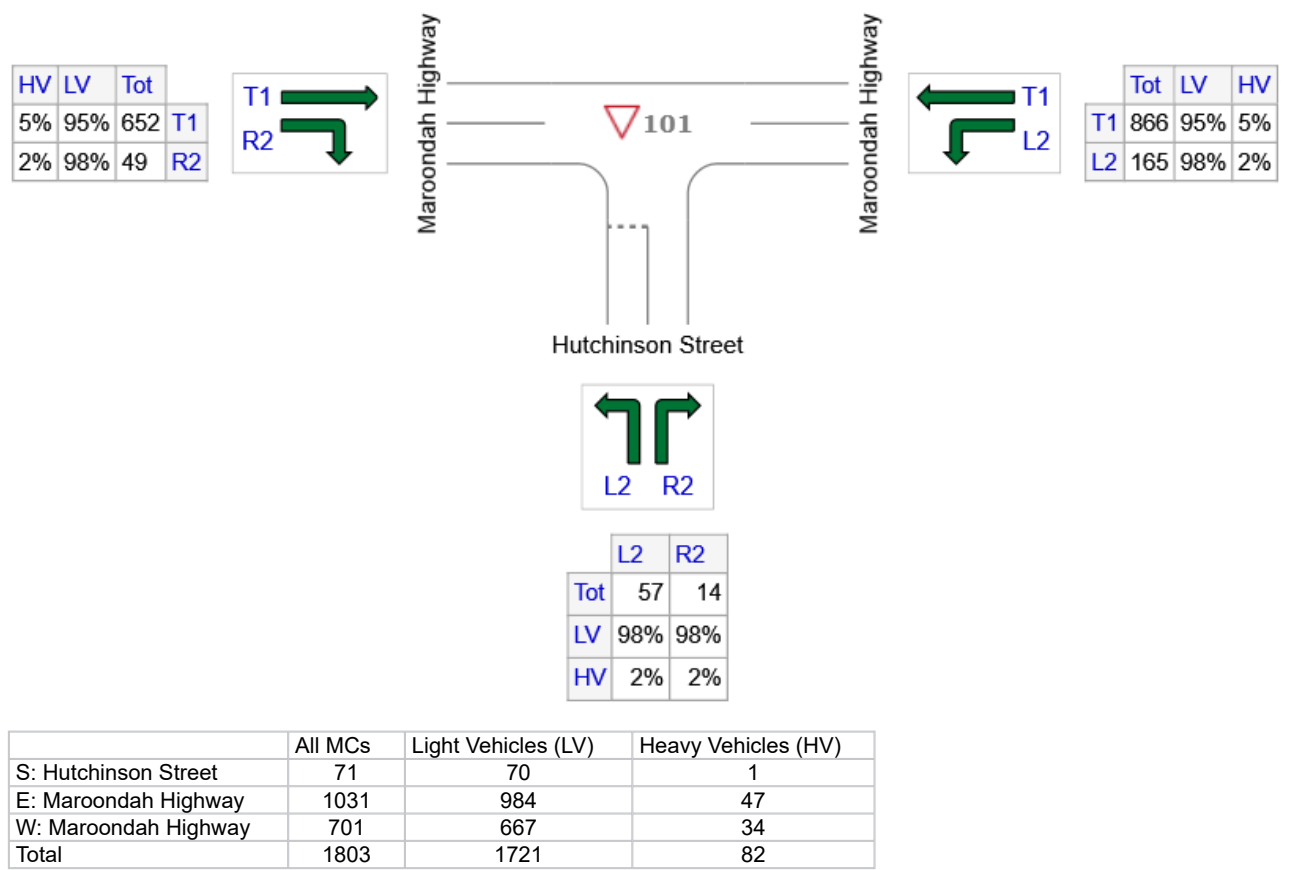 HV LV Tot
5% 95% 652 T1
2% 98% 49 R2
T1
R2
Maroondah Highway
101
Maroondah Highway
T1
L2
Tot LV HV
T1 866 95% 5%
L2 165 98% 2%
Hutchinson Street
L2 R2
L2 R2
Tot 57 14
LV 98% 98%
HV 2% 2%
All MCs Light Vehicles (LV) Heavy Vehicles (HV)
S: Hutchinson Street 71 70 1
E: Maroondah Highway 1031 984 47
W: Maroondah Highway 701 667 34
Total 1803 1721 82